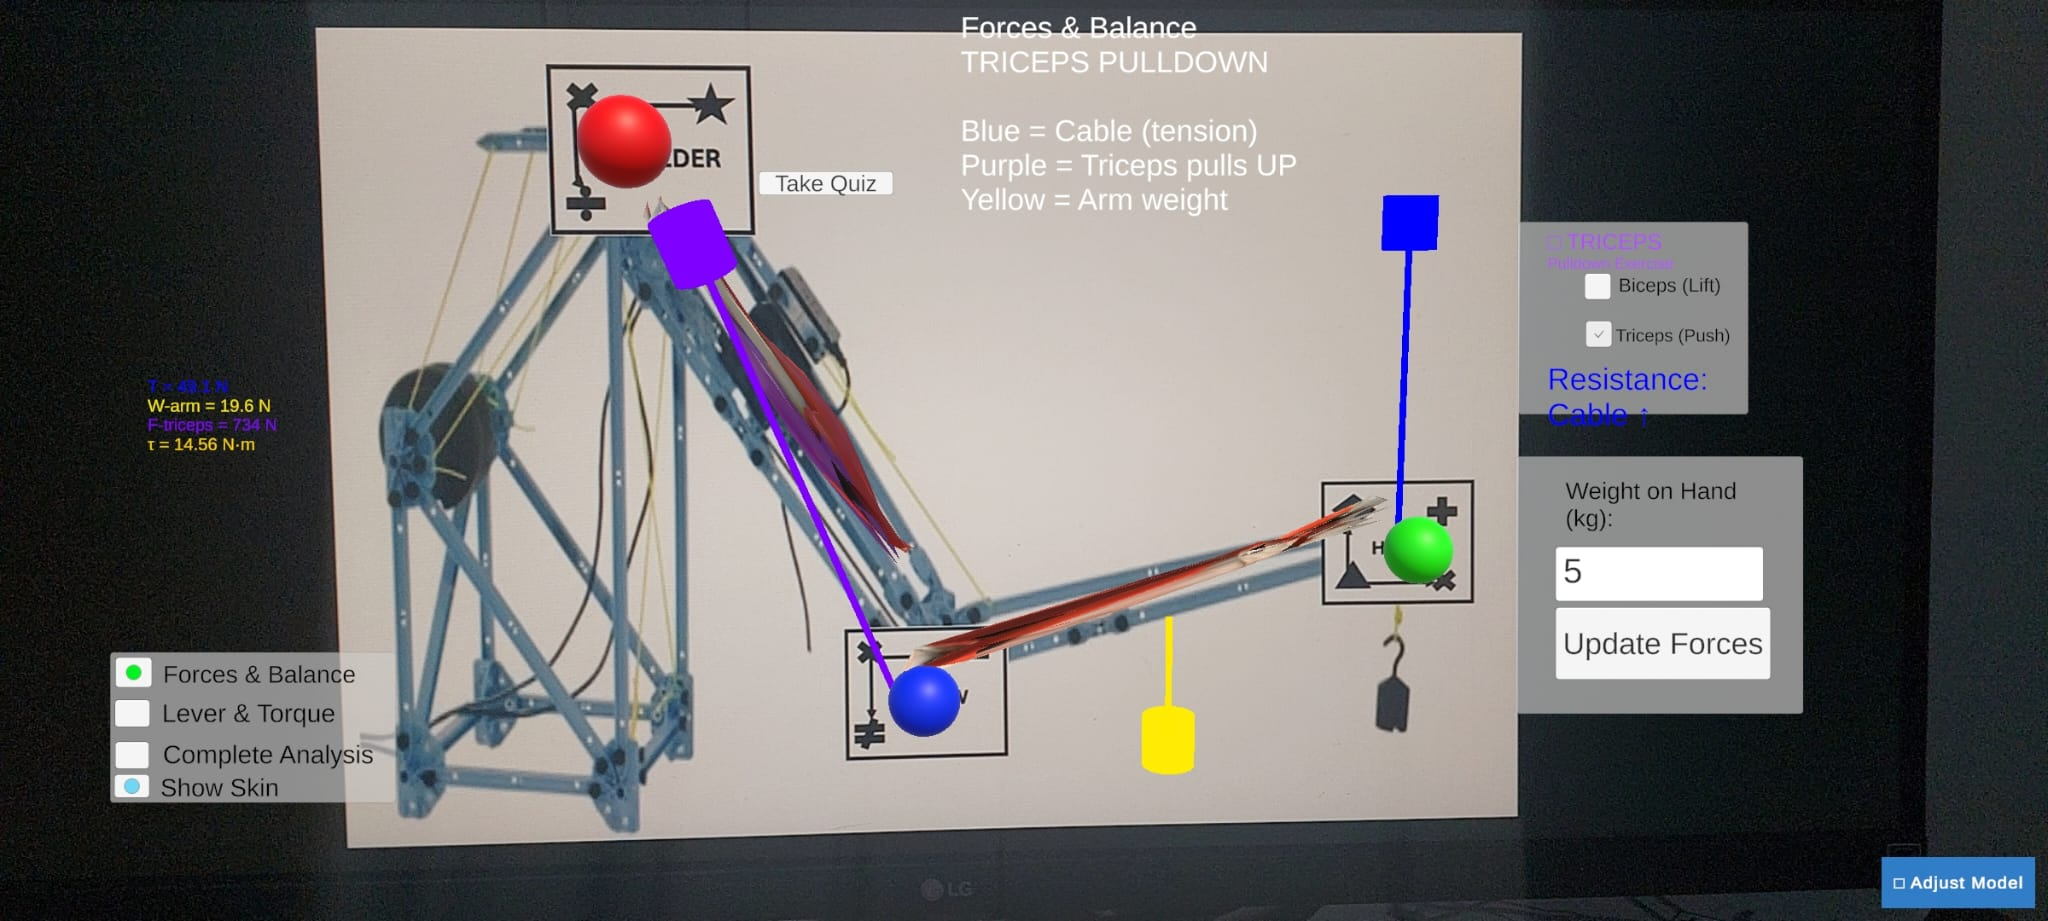 Forces & Balance
TRICEPS PULLDOWN
Blue = Cable (tension)
Purple = Triceps pulls UP
Yellow = Arm weight
Take Quiz
□ TRICEPS
Pulldown Exercise
Biceps (Lift)
Triceps (Push)
Resistance:
Cable ↑
T = 49.1 N
W-arm = 19.6 N
F-triceps = 734 N
τ = 14.56 N·m
Weight on Hand
(kg):
5
Update Forces
Forces & Balance
Lever & Torque
Complete Analysis
Show Skin
LG
□ Adjust Model